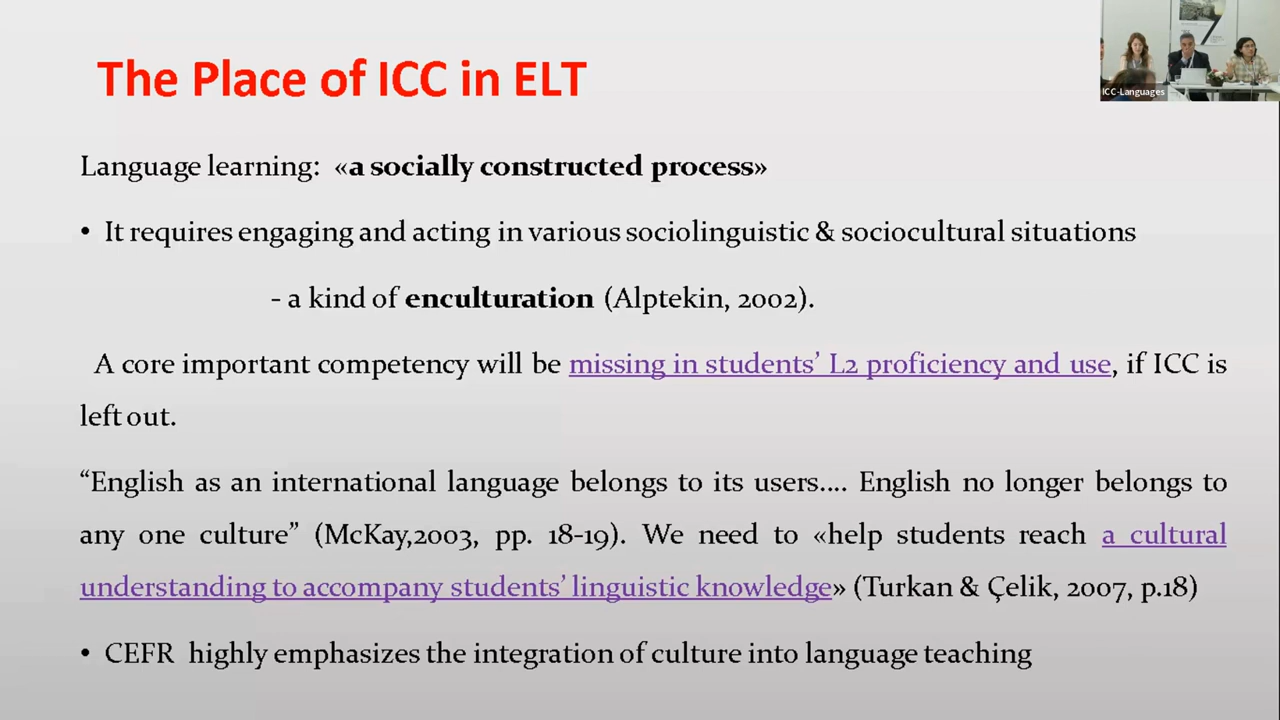 The Place of ICC in ELT
ICC-Languages
Language learning: «a socially constructed process»
• It requires engaging and acting in various sociolinguistic & sociocultural situations
- a kind of enculturation (Alptekin, 2002).
A core important competency will be missing in students’ L2 proficiency and use, if ICC is
left out.
“English as an international language belongs to its users.... English no longer belongs to
any one culture” (McKay,2003, pp. 18-19). We need to «help students reach a cultural
understanding to accompany students’ linguistic knowledge» (Turkan & Çelik, 2007, p.18)
• CEFR highly emphasizes the integration of culture into language teaching